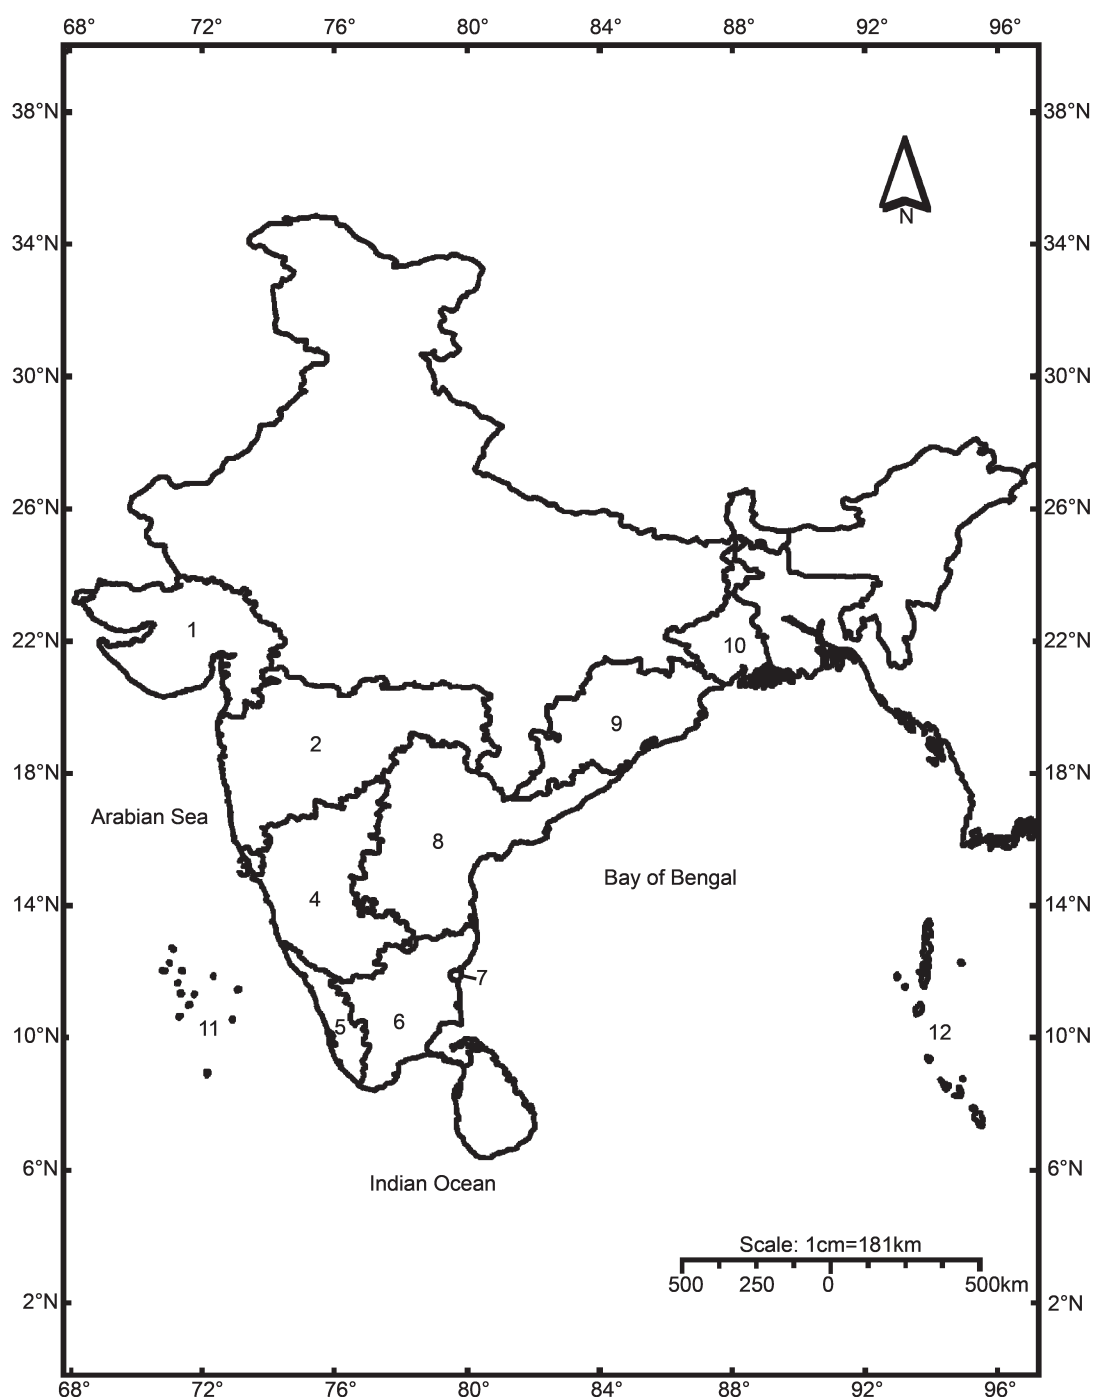 68° 72° 76° 80° 84° 88° 92° 96°
38°N 38°N
N
34°N 34°N
30°N 30°N
26°N 26°N
1
22°N 22°N
10
9
2
18°N 18°N
Arabian Sea
8
Bay of Bengal
4
14°N 14°N
7
6
5
11
12
10°N 10°N
6°N 6°N
Indian Ocean
Scale: 1cm=181km
500 250 0 500km
2°N 2°N
68° 72° 76° 80° 84° 88° 92° 96°